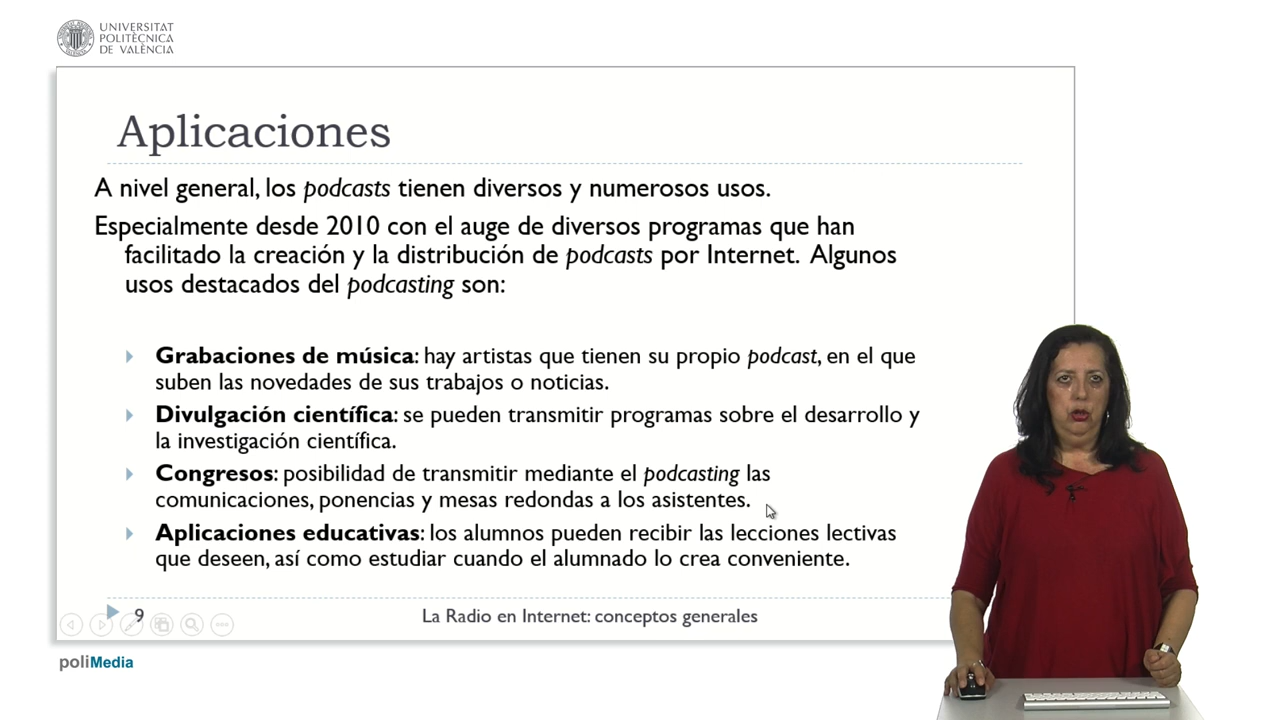 UNIVERSITAT
POLITÈCNICA
DE VALÈNCIA
Aplicaciones
A nivel general, los podcasts tienen diversos y numerosos usos.
Especialmente desde 2010 con el auge de diversos programas que han
facilitado la creación y la distribución de podcasts por Internet. Algunos
usos destacados del podcasting son:
Grabaciones de música: hay artistas que tienen su propio podcast, en el que
suben las novedades de sus trabajos o noticias.
Divulgación científica: se pueden transmitir programas sobre el desarrollo y
la investigación científica.
Congresos: posibilidad de transmitir mediante el podcasting las
comunicaciones, ponencias y mesas redondas a los asistentes.
Aplicaciones educativas: los alumnos pueden recibir las lecciones lectivas
que deseen, así como estudiar cuando el alumnado lo crea conveniente.
9 La Radio en Internet: conceptos generales
poliMedia